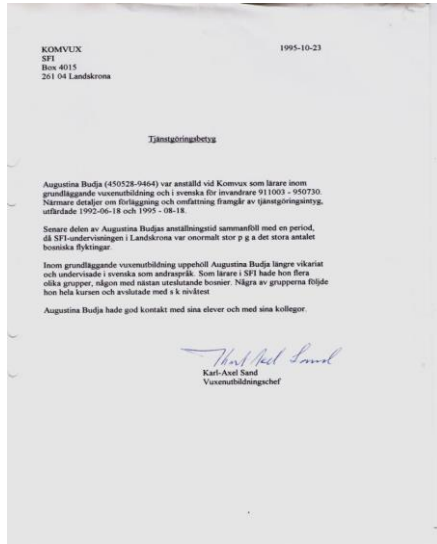 KOMVUX
SFI
Box 4015
261 04 Landskrona
1995-10-23
Tjänstgöringsbetyg
Augustina Budja (450528-9464) var anställd vid Komvux som lärare inom
grundläggande vuxenutbildning och i svenska för invandrare 911003 - 950730.
Närmare detaljer om förläggning och omfattning framgår av tjänstgöringsintyg,
utfärdade 1992-06-18 och 1995 - 08-18.
Senare delen av Augustina Budjas anställningstid sammanföll med en period,
då SFI-undervisningen i Landskrona var onormalt stor p g a det stora antalet
bosniska flyktingar.
Inom grundläggande vuxenutbildning uppehöll Augustina Budja längre vikariat
och undervisade i svenska som andraspråk. Som lärare i SFI hade hon flera
olika grupper, någon med nästan uteslutande bosnier. Några av grupperna följde
hon hela kursen och avslutade med s k nivåtest
Augustina Budja hade god kontakt med sina elever och med sina kollegor.
Karl-Axel Sand
Karl-Axel Sand
Vuxenutbildningschef